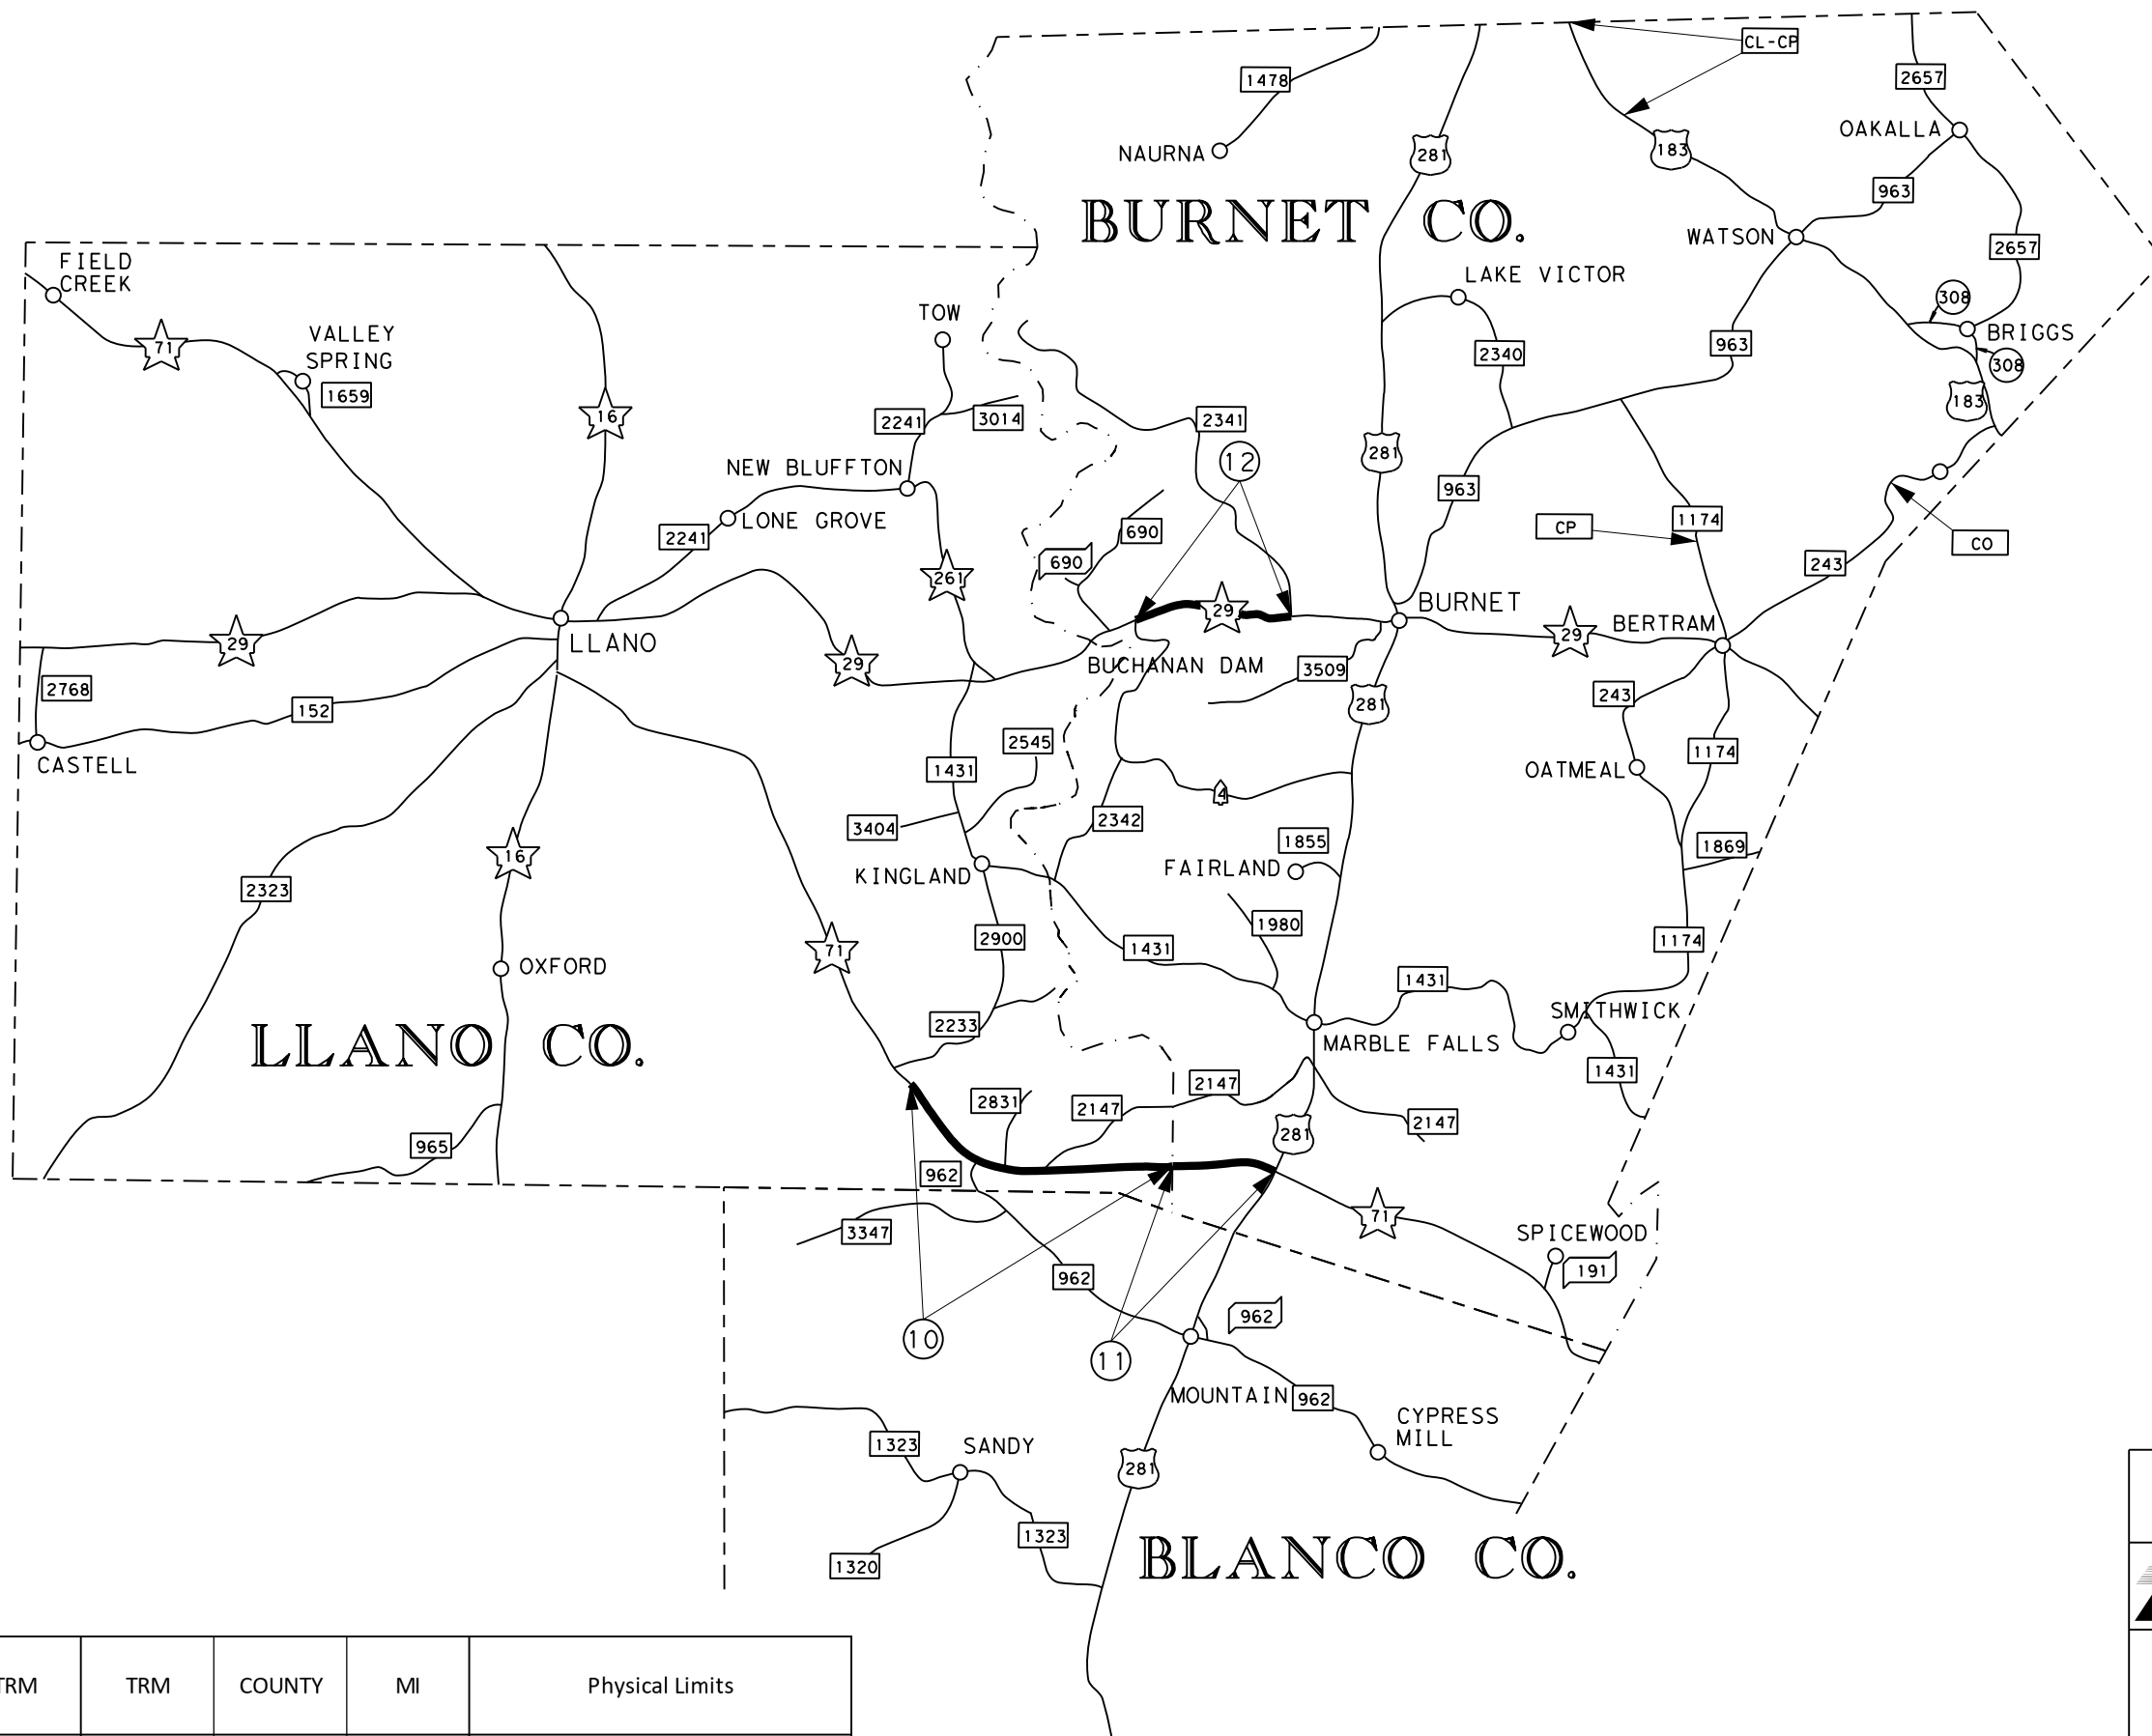 CL-CP
1478
2657
OAKALLA
281
183
NAURNA
963
BURNET CO.
WATSON
2657
FIELD
CREEK
LAKE VICTOR
308
TOW
VALLEY
SPRING
BRIGGS
71
2340
963
308
1659
183
16
2241
3014
2341
281
NEW BLUFFTON
12
963
LONE GROVE
1174
2241
690
CP
CO
690
243
261
BURNET
29
BERTRAM
29
29
LLANO
29
BUCHANAN DAM
3509
2768
243
281
152
2545
1174
CASTELL
1431
OATMEAL
4
3404
2342
1855
1869
16
FAIRLAND
KINGLAND
2323
1980
2900
1431
1174
71
OXFORD
1431
SMITHWICK
2233
LLANO CO.
MARBLE FALLS
1431
2147
2831
2147
2147
281
965
962
71
3347
SPICEWOOD
191
962
962
10
11
MOUNTAIN
962
CYPRESS
MILL
1323
SANDY
281
1323
1320
BLANCO CO.
TRM
TRM
COUNTY
MI
Physical Limits